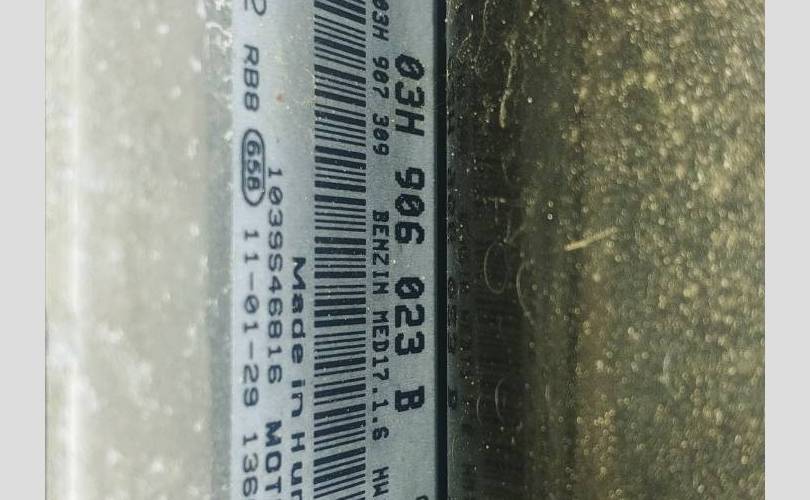 03H 906 023 B
03H 907 309 BENZIN MED17.1.6
Made in Hun
1039S46816 MOT
RB8 658 11-01-29 136